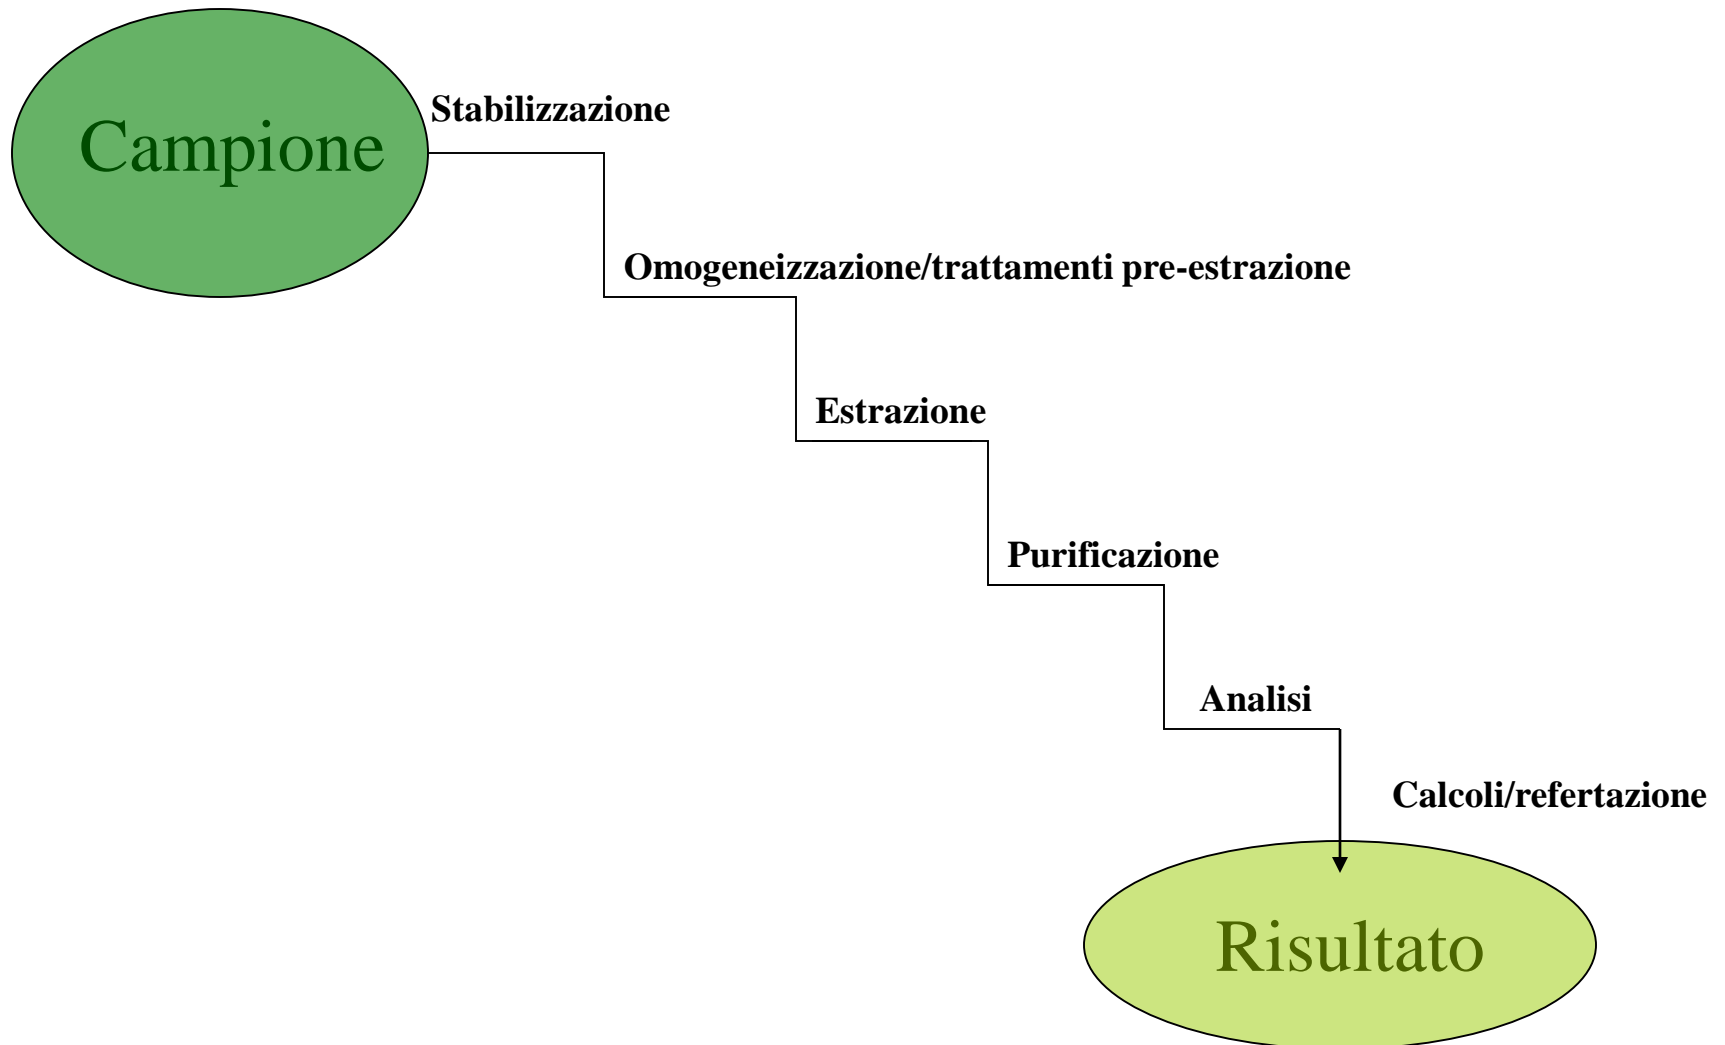 Campione
Stabilizzazione
Omogeneizzazione/trattamenti pre-estrazione
Estrazione
Purificazione
Analisi
Calcoli/refertazione
Risultato